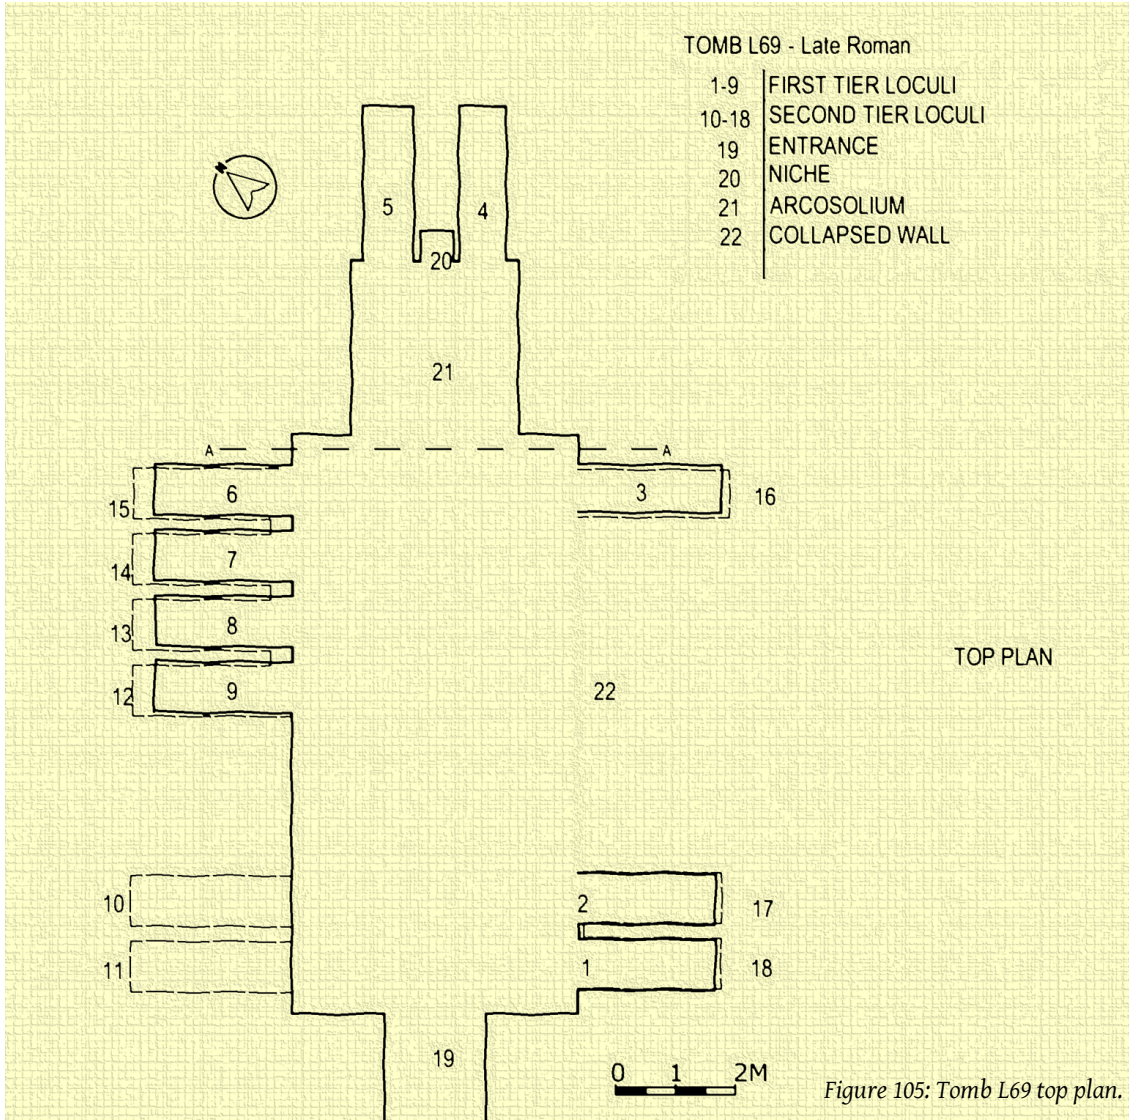 TOMB L69 - Late Roman
1-9 FIRST TIER LOCULI
10-18 SECOND TIER LOCULI
19 ENTRANCE
20 NICHE
21 ARCOSOLIUM
22 COLLAPSED WALL
N
5 4
20
21
A A
15 6 3 16
14 7
13 8
TOP PLAN
12 9 22
10 2 17
11 1 18
19
0 1 2M
Figure 105: Tomb L69 top plan.